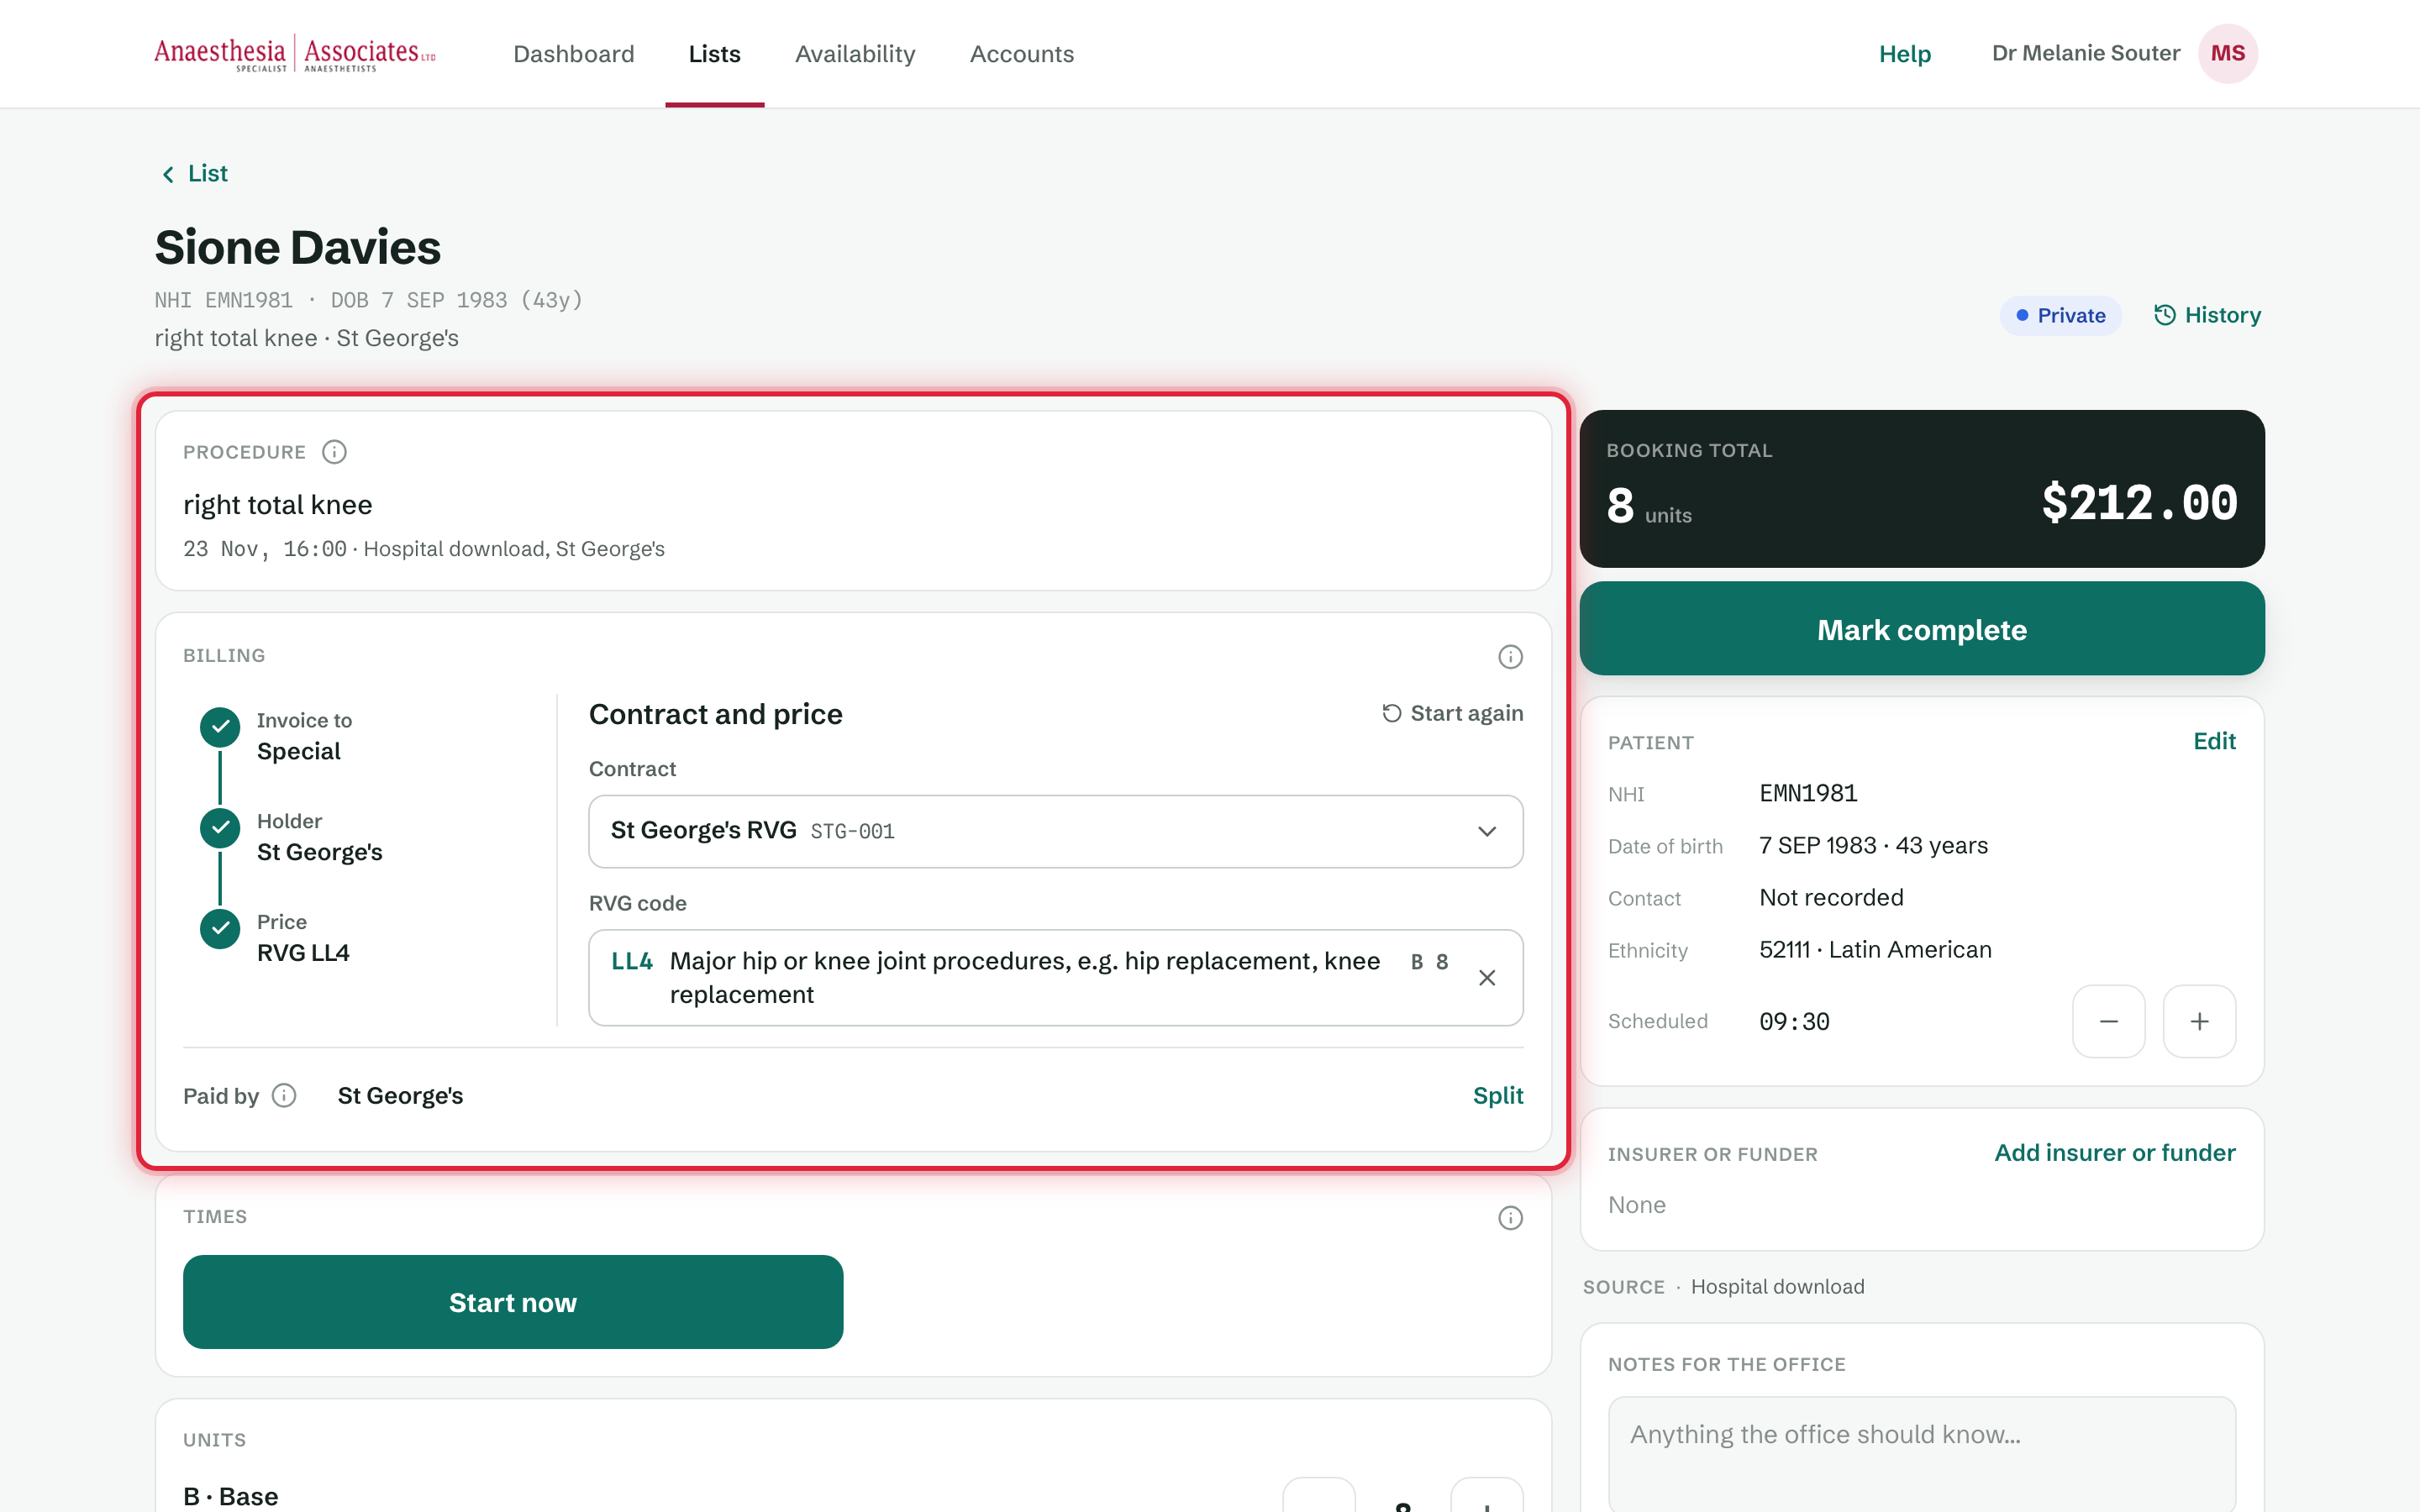 Anaesthesia Associates LTD
SPECIALIST ANAESTHETISTS
Dashboard
Lists
Availability
Accounts
Help
Dr Melanie Souter
MS
List
Sione Davies
NHI EMN1981 · DOB 7 SEP 1983 (43y)
right total knee · St George's
Private
History
PROCEDURE
right total knee
23 Nov, 16:00 · Hospital download, St George's
BILLING
Invoice to
Special
Holder
St George's
Price
RVG LL4
Contract and price
Start again
Contract
St George's RVG STG-001
RVG code
LL4 Major hip or knee joint procedures, e.g. hip replacement, knee B 8
replacement
Paid by
St George's
Split
TIMES
Start now
UNITS
B · Base
8
BOOKING TOTAL
8 units
$212.00
Mark complete
PATIENT
Edit
NHI EMN1981
Date of birth 7 SEP 1983 · 43 years
Contact Not recorded
Ethnicity 52111 · Latin American
Scheduled 09:30
INSURER OR FUNDER
Add insurer or funder
None
SOURCE · Hospital download
NOTES FOR THE OFFICE
Anything the office should know...